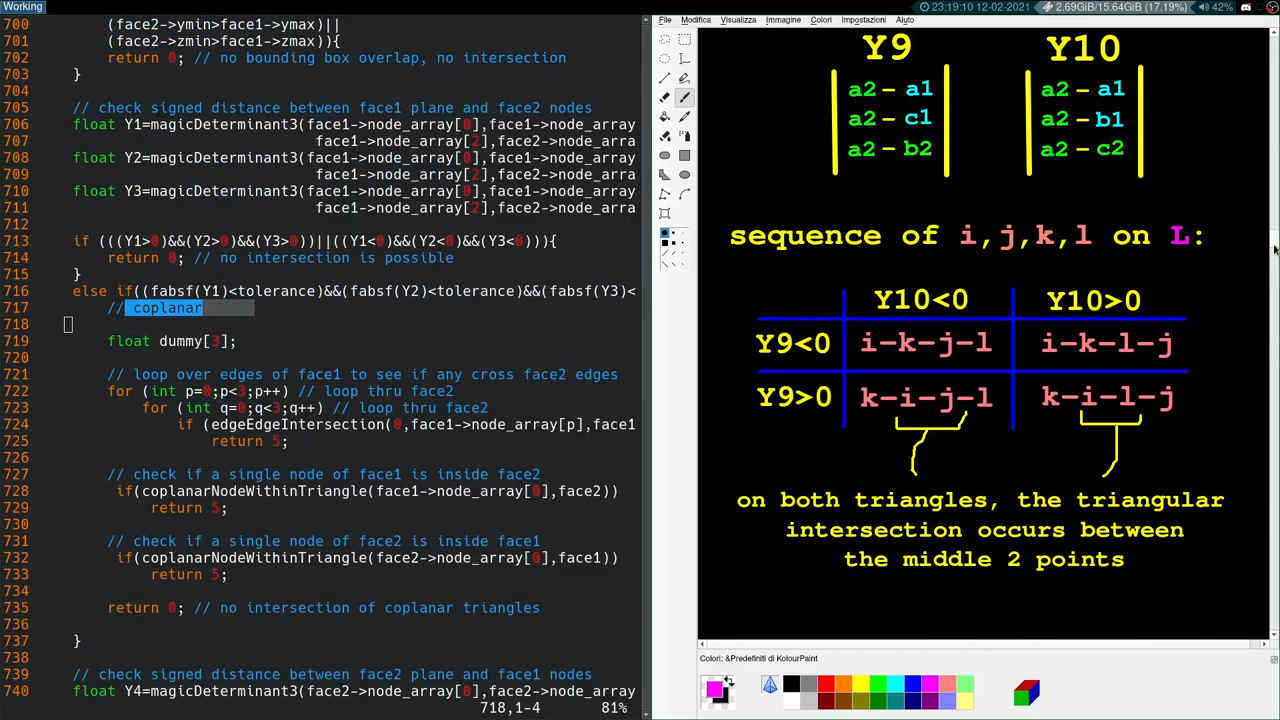 Working
23:19:10 12-02-2021
2.69GiB/15.64GiB (17.19%)
42%
700 (face2->ymin>face1->ymax)||
701 (face2->zmin>face1->zmax)){
702 return 0; // no bounding box overlap, no intersection
703 }
704
705 // check signed distance between face1 plane and face2 nodes
706 float Y1=magicDeterminant3(face1->node_array[0],face1->node_array
707 face1->node_array[2],face2->node_arra
708 float Y2=magicDeterminant3(face1->node_array[0],face1->node_array
709 face1->node_array[2],face2->node_arra
710 float Y3=magicDeterminant3(face1->node_array[0],face1->node_array
711 face1->node_array[2],face2->node_arra
712
713 if (((Y1>0)&&(Y2>0)&&(Y3>0))||((Y1<0)&&(Y2<0)&&(Y3<0))){
714 return 0; // no intersection is possible
715 }
716 else if((fabsf(Y1)<tolerance)&&(fabsf(Y2)<tolerance)&&(fabsf(Y3)<
717 // coplanar
718
719 float dummy[3];
720
721 // loop over edges of face1 to see if any cross face2 edges
722 for (int p=0;p<3;p++) // loop thru face2
723 for (int q=0;q<3;q++) // loop thru face2
724 if (edgeEdgeIntersection(0,face1->node_array[p],face1
725 return 5;
726
727 // check if a single node of face1 is inside face2
728 if(coplanarNodeWithinTriangle(face1->node_array[0],face2))
729 return 5;
730
731 // check if a single node of face2 is inside face1
732 if(coplanarNodeWithinTriangle(face2->node_array[0],face1))
733 return 5;
734
735 return 0; // no intersection of coplanar triangles
736
737 }
738
739 // check signed distance between face2 plane and face1 nodes
740 float Y4=magicDeterminant3(face2->node_array[0],face2->node_array
718,1-4 81%
File Modifica Visualizza Immagine Colori Impostazioni Aiuto
Y9 Y10
a2- a1 a2- a1
a2- c1 a2- b1
a2- b2 a2- c2
sequence of i,j,k,l on L:
Y10<0 Y10>0
Y9<0 i-k-j-l i-k-l-j
Y9>0 k-i-j-l k-i-l-j
on both triangles, the triangular
intersection occurs between
the middle 2 points
Colori: &Predefiniti di KolourPaint